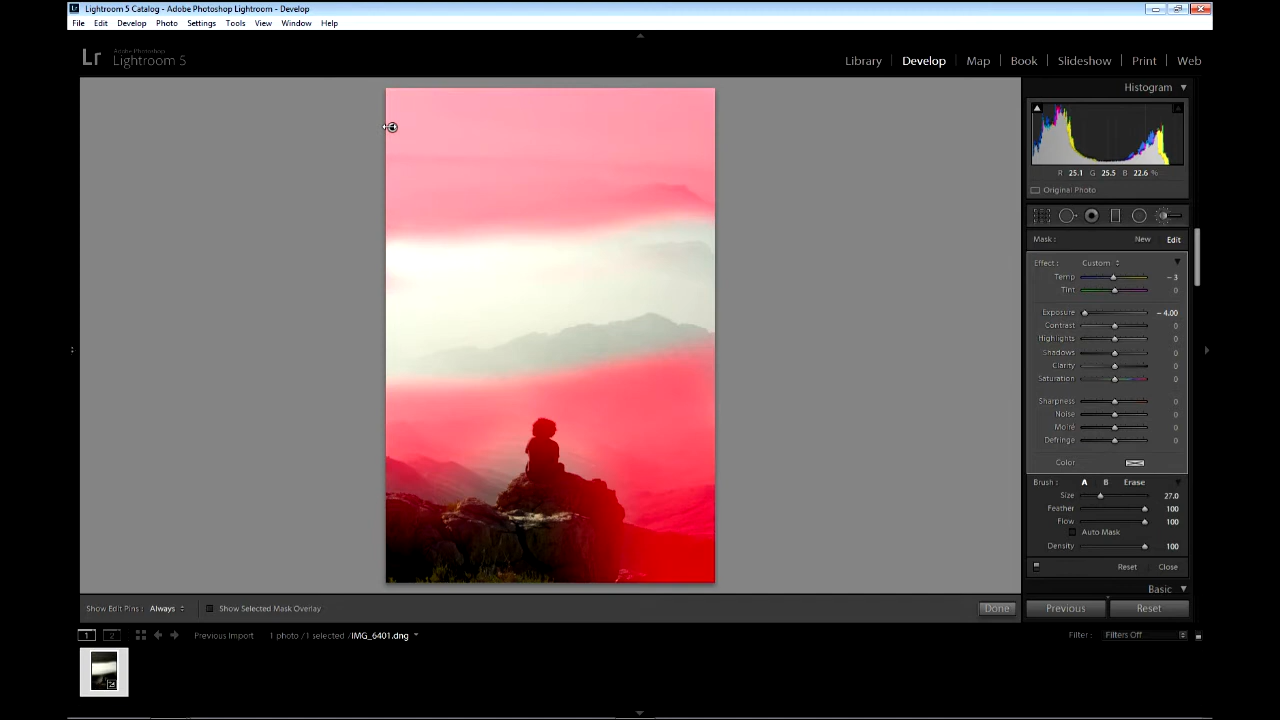 Lightroom 5 Catalog - Adobe Photoshop Lightroom - Develop
File Edit Develop Photo Settings Tools View Window Help
Lr Adobe Photoshop Lightroom 5
Library Develop Map Book Slideshow Print Web
Histogram
R 25.1 G 25.5 B 22.6 %
Original Photo
Mask : New Edit
Effect : Custom
Temp - 3
Tint 0
Exposure - 4.00
Contrast 0
Highlights 0
Shadows 0
Clarity 0
Saturation 0
Sharpness 0
Noise 0
Moiré 0
Defringe 0
Color
Brush : A B Erase
Size 27.0
Feather 100
Flow 100
Auto Mask
Density 100
Reset Close
Basic
Show Edit Pins : Always Show Selected Mask Overlay Done Previous Reset
1 2 Previous Import 1 photo / 1 selected / IMG_6401.dng Filter : Filters Off